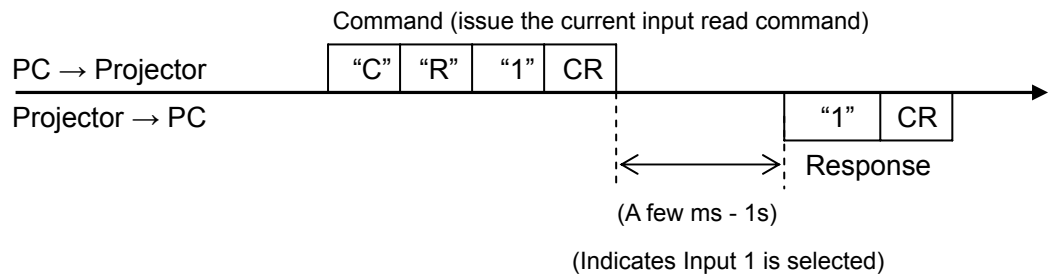 Command (issue the current input read command)
PC → Projector “C” “R” “1” CR
Projector → PC “1” CR
Response
(A few ms - 1s)
(Indicates Input 1 is selected)